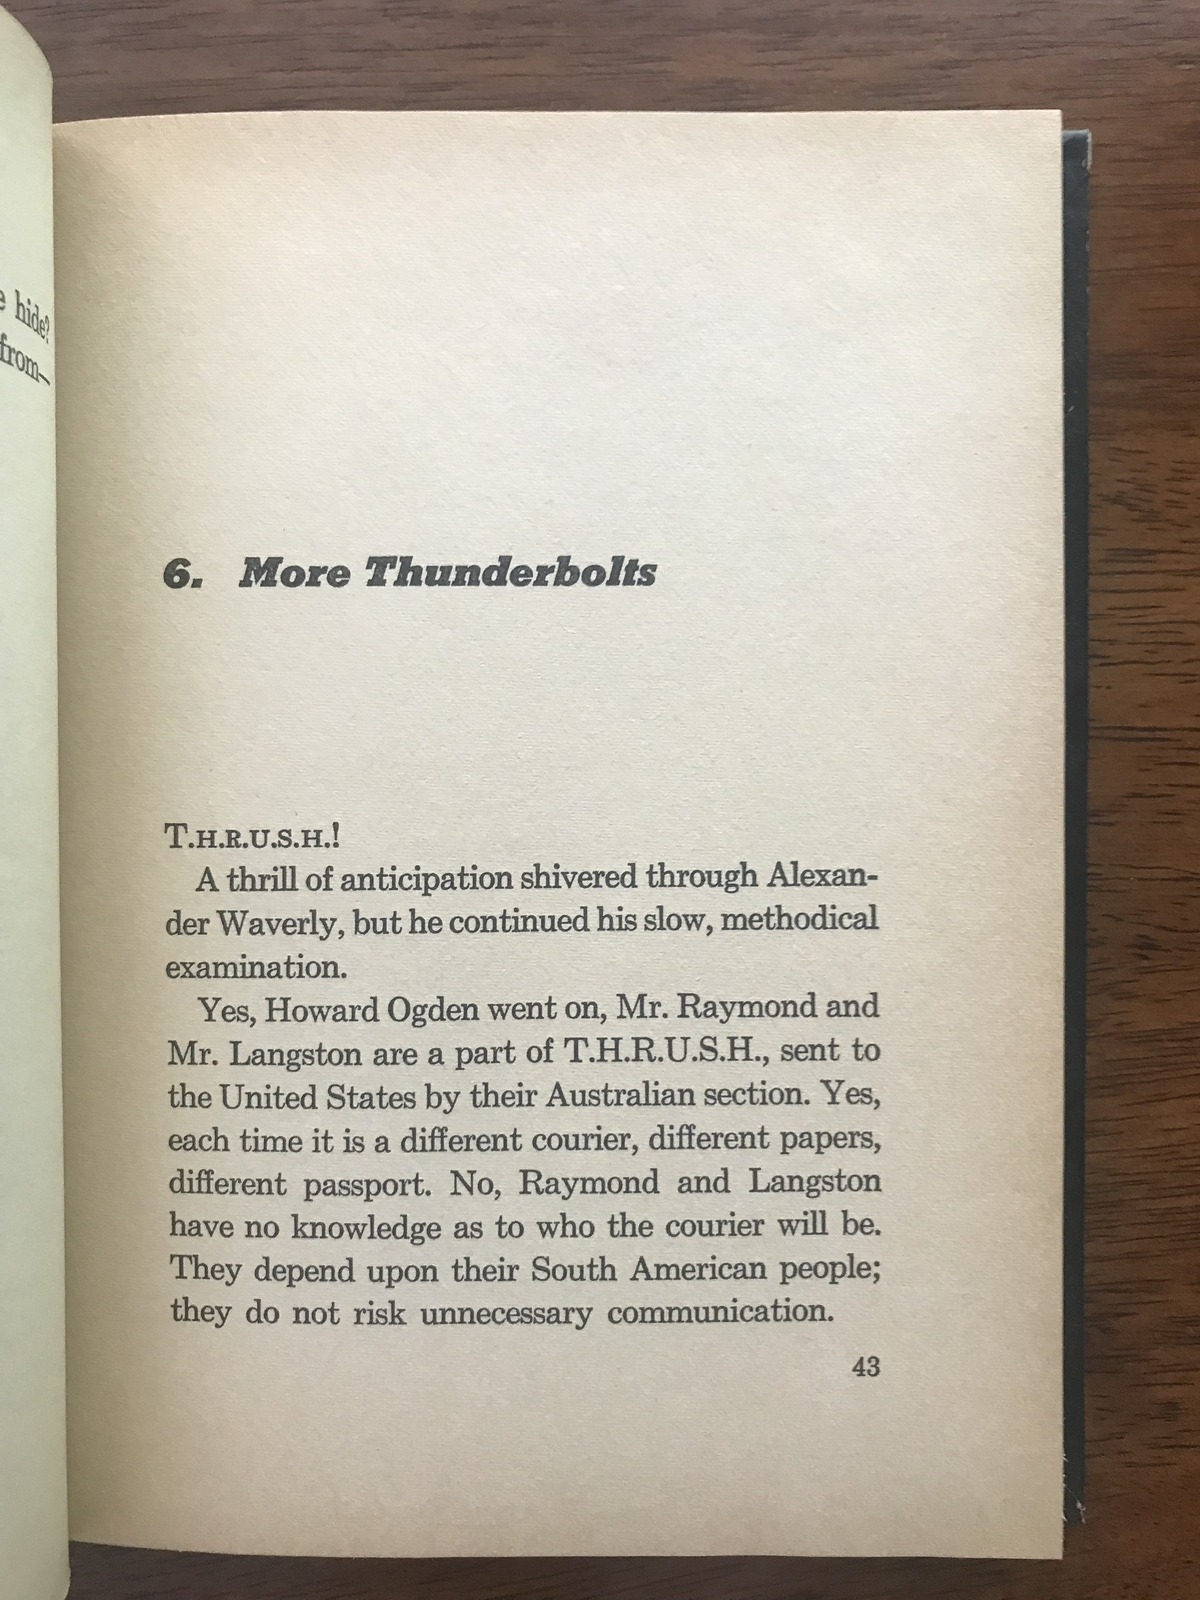 e hide?
from—
6. More Thunderbolts
T.H.R.U.S.H.!
A thrill of anticipation shivered through Alexan-
der Waverly, but he continued his slow, methodical
examination.
Yes, Howard Ogden went on, Mr. Raymond and
Mr. Langston are a part of T.H.R.U.S.H., sent to
the United States by their Australian section. Yes,
each time it is a different courier, different papers,
different passport. No, Raymond and Langston
have no knowledge as to who the courier will be.
They depend upon their South American people;
they do not risk unnecessary communication.
43